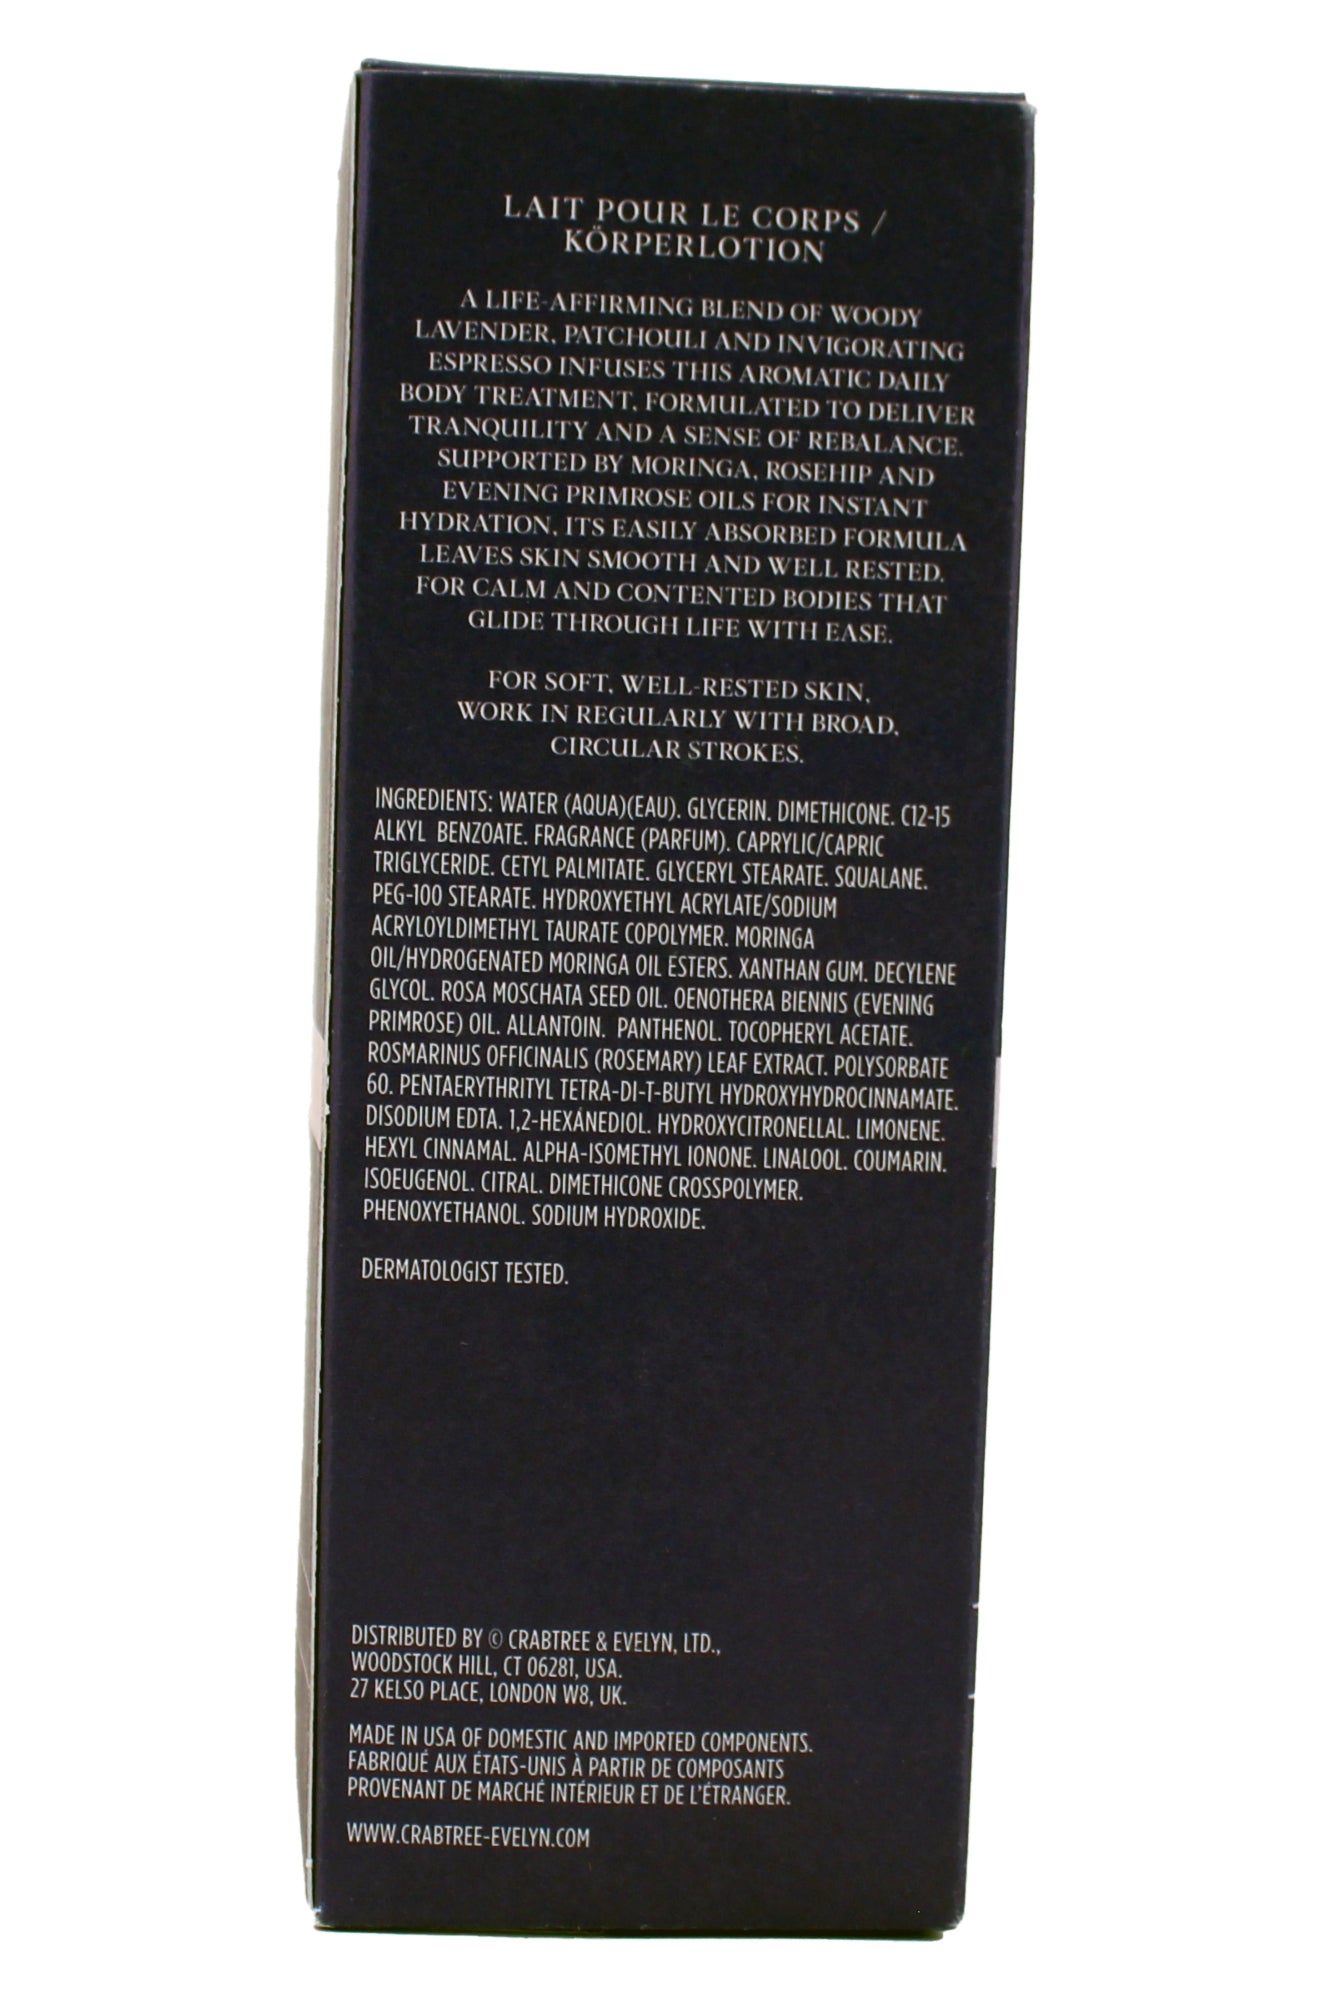 LAIT POUR LE CORPS /
KÖRPERLOTION
A LIFE-AFFIRMING BLEND OF WOODY
LAVENDER, PATCHOULI AND INVIGORATING
ESPRESSO INFUSES THIS AROMATIC DAILY
BODY TREATMENT, FORMULATED TO DELIVER
TRANQUILITY AND A SENSE OF REBALANCE.
SUPPORTED BY MORINGA, ROSEHIP AND
EVENING PRIMROSE OILS FOR INSTANT
HYDRATION, ITS EASILY ABSORBED FORMULA
LEAVES SKIN SMOOTH AND WELL RESTED.
FOR CALM AND CONTENTED BODIES THAT
GLIDE THROUGH LIFE WITH EASE.
FOR SOFT, WELL-RESTED SKIN,
WORK IN REGULARLY WITH BROAD,
CIRCULAR STROKES.
INGREDIENTS: WATER (AQUA)(EAU). GLYCERIN. DIMETHICONE. C12-15
ALKYL BENZOATE. FRAGRANCE (PARFUM). CAPRYLIC/CAPRIC
TRIGLYCERIDE. CETYL PALMITATE. GLYCERYL STEARATE. SQUALANE.
PEG-100 STEARATE. HYDROXYETHYL ACRYLATE/SODIUM
ACRYLOYLDIMETHYL TAURATE COPOLYMER. MORINGA
OIL/HYDROGENATED MORINGA OIL ESTERS. XANTHAN GUM. DECYLENE
GLYCOL. ROSA MOSCHATA SEED OIL. OENOTHERA BIENNIS (EVENING
PRIMROSE) OIL. ALLANTOIN. PANTHENOL. TOCOPHERYL ACETATE.
ROSMARINUS OFFICINALIS (ROSEMARY) LEAF EXTRACT. POLYSORBATE
60. PENTAERYTHRITYL TETRA-DI-T-BUTYL HYDROXYHYDROCINNAMATE.
DISODIUM EDTA. 1,2-HEXANEDIOL. HYDROXYCITRONELLAL. LIMONENE.
HEXYL CINNAMAL. ALPHA-ISOMETHYL IONONE. LINALOOL. COUMARIN.
ISOEUGENOL. CITRAL. DIMETHICONE CROSSPOLYMER.
PHENOXYETHANOL. SODIUM HYDROXIDE.
DERMATOLOGIST TESTED.
DISTRIBUTED BY © CRABTREE & EVELYN, LTD.,
WOODSTOCK HILL, CT 06281, USA.
27 KELSO PLACE, LONDON W8, UK.
MADE IN USA OF DOMESTIC AND IMPORTED COMPONENTS.
FABRIQUÉ AUX ÉTATS-UNIS À PARTIR DE COMPOSANTS
PROVENANT DE MARCHÉ INTÉRIEUR ET DE L'ÉTRANGER.
WWW.CRABTREE-EVELYN.COM